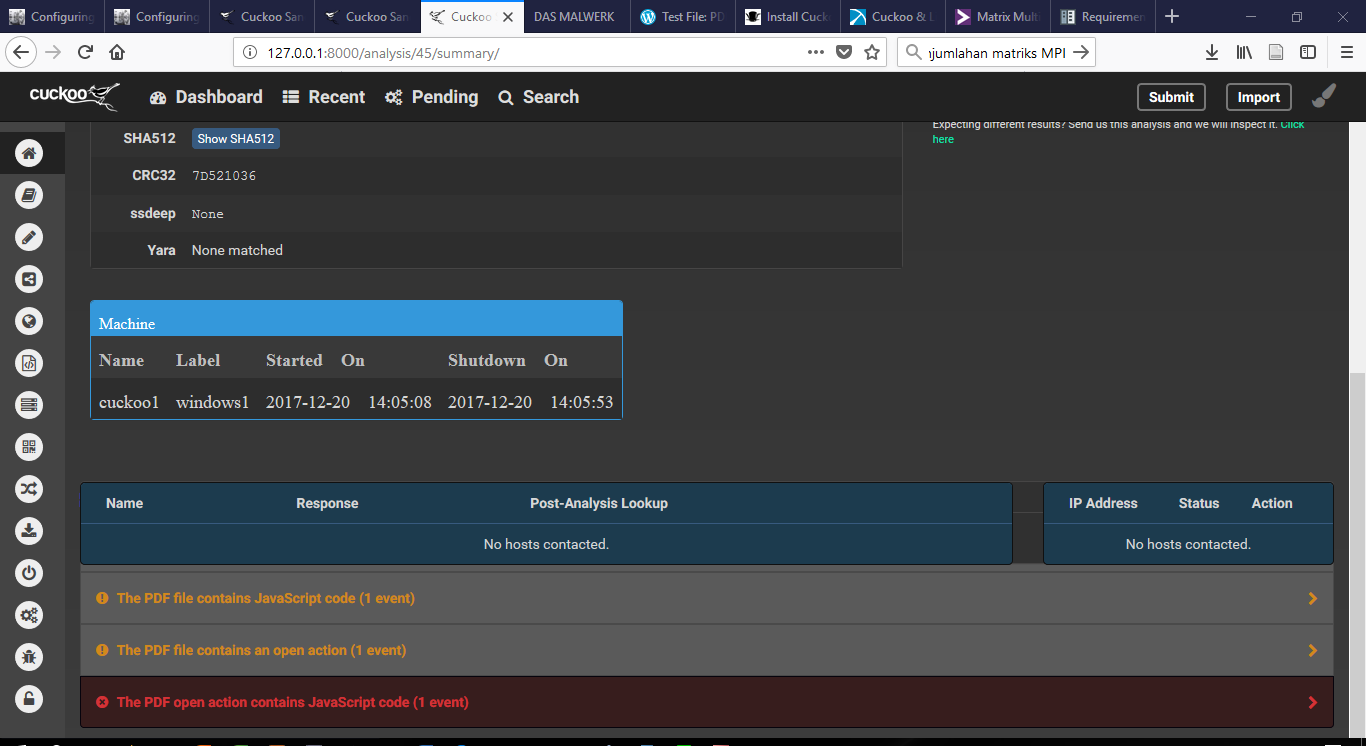 Configuring Configuring Cuckoo San Cuckoo San Cuckoo DAS MALWERK Test File: PD Install Cuck Cuckoo & L Matrix Mult Requiremen
127.0.0.1:8000/analysis/45/summary/ jumlahan matriks MPI
cuckoo Dashboard Recent Pending Search Submit Import
Expecting different results? Send us this analysis and we will inspect it. Click
here
SHA512 Show SHA512
CRC32 7D521036
ssdeep None
Yara None matched
Machine
Name Label Started On Shutdown On
cuckoo1 windows1 2017-12-20 14:05:08 2017-12-20 14:05:53
Name Response Post-Analysis Lookup IP Address Status Action
No hosts contacted. No hosts contacted.
The PDF file contains JavaScript code (1 event)
The PDF file contains an open action (1 event)
The PDF open action contains JavaScript code (1 event)